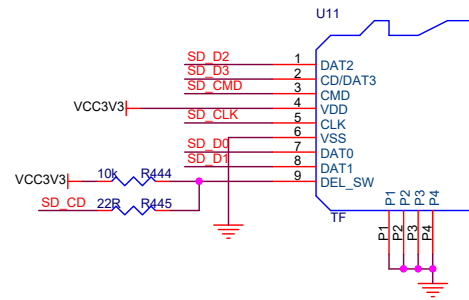 U11
SD_D2 1 DAT2
SD_D3 2 CD/DAT3
SD_CMD 3 CMD
VCC3V3 4 VDD
SD_CLK 5 CLK
6 VSS
SD_D0 7 DAT0
SD_D1 8 DAT1
VCC3V3 10k R444 9 DEL_SW
SD_CD 22R R445
TF
P1 P2 P3 P4
P1 P2 P3 P4